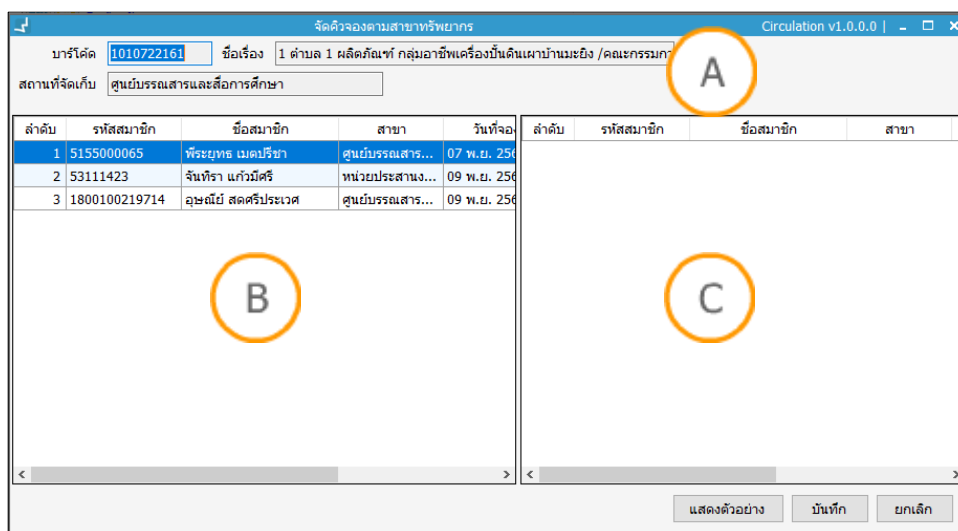 จัดคิวจองตามสาขาทรัพยากร Circulation v1.0.0.0 |
บาร์โค้ด 1010722161 ชื่อเรื่อง 1 ตำบล 1 ผลิตภัณฑ์ กลุ่มอาชีพเครื่องปั้นดินเผาบ้านมะยิง /คณะกรรมกา
A
สถานที่จัดเก็บ ศูนย์บรรณสารและสื่อการศึกษา
ลำดับ รหัสสมาชิก ชื่อสมาชิก สาขา วันที่จอง
1 5155000065 พีระยุทธ เมตปรีชา ศูนย์บรรณสาร... 07 พ.ย. 256
2 53111423 จันทิรา แก้วมีศรี หน่วยประสานง... 09 พ.ย. 256
3 1800100219714 อุษณีย์ สดศรีประเวศ ศูนย์บรรณสาร... 09 พ.ย. 256
B
ลำดับ รหัสสมาชิก ชื่อสมาชิก สาขา
C
แสดงตัวอย่าง บันทึก ยกเลิก